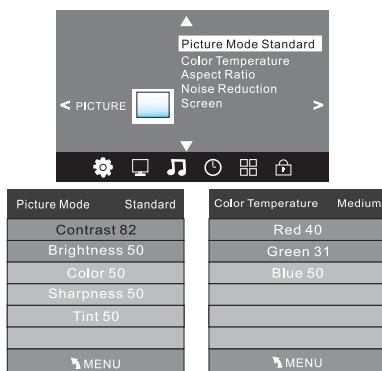 Picture Mode Standard
Color Temperature
Aspect Ratio
Noise Reduction
< PICTURE Screen >
Picture Mode Standard
Contrast 82
Brightness 50
Color 50
Sharpness 50
Tint 50
MENU
Color Temperature Medium
Red 40
Green 31
Blue 50
MENU